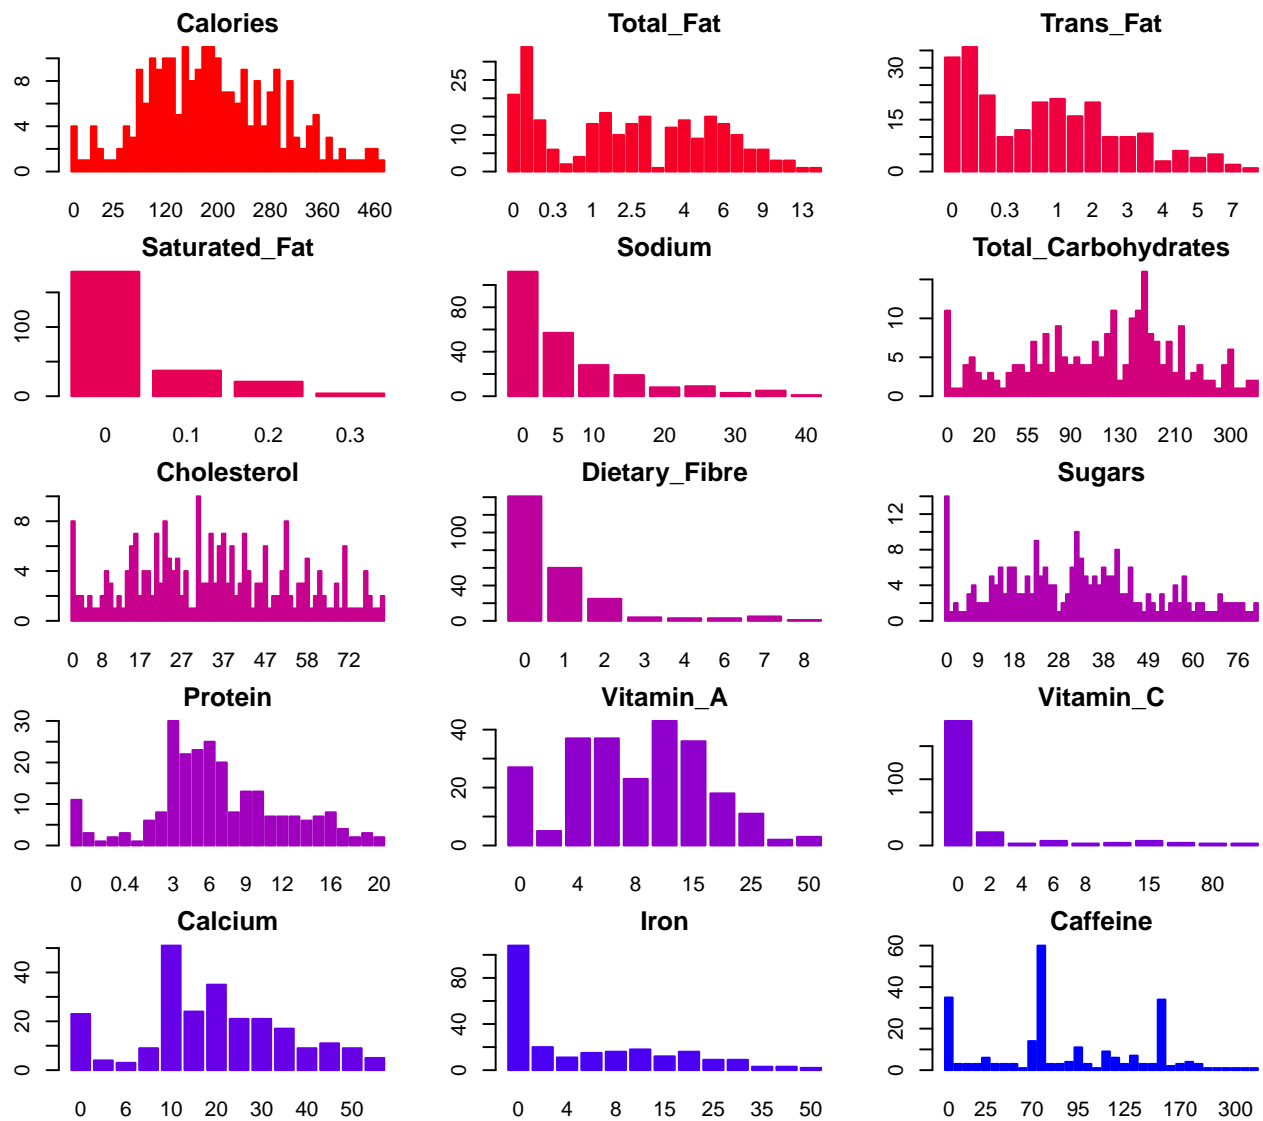 Calories Total_Fat Trans_Fat
0 4 8 0 10 25 0 15 30
0 25 120 200 280 360 460 0 0.3 1 2.5 4 6 9 13 0 0.3 1 2 3 4 5 7
Saturated_Fat Sodium Total_Carbohydrates
0 100 0 40 80 0 5 10
0 0.1 0.2 0.3 0 5 10 20 30 40 0 20 55 90 130 210 300
Cholesterol Dietary_Fibre Sugars
0 4 8 0 40 100 0 4 8 12
0 8 17 27 37 47 58 72 0 1 2 3 4 6 7 8 0 9 18 28 38 49 60 76
Protein Vitamin_A Vitamin_C
0 10 20 30 0 20 40 0 100
0 0.4 3 6 9 12 16 20 0 4 8 15 25 50 0 2 4 6 8 15 80
Calcium Iron Caffeine
0 20 40 0 40 80 0 20 40 60
0 6 10 20 30 40 50 0 4 8 15 25 35 50 0 25 70 95 125 170 300